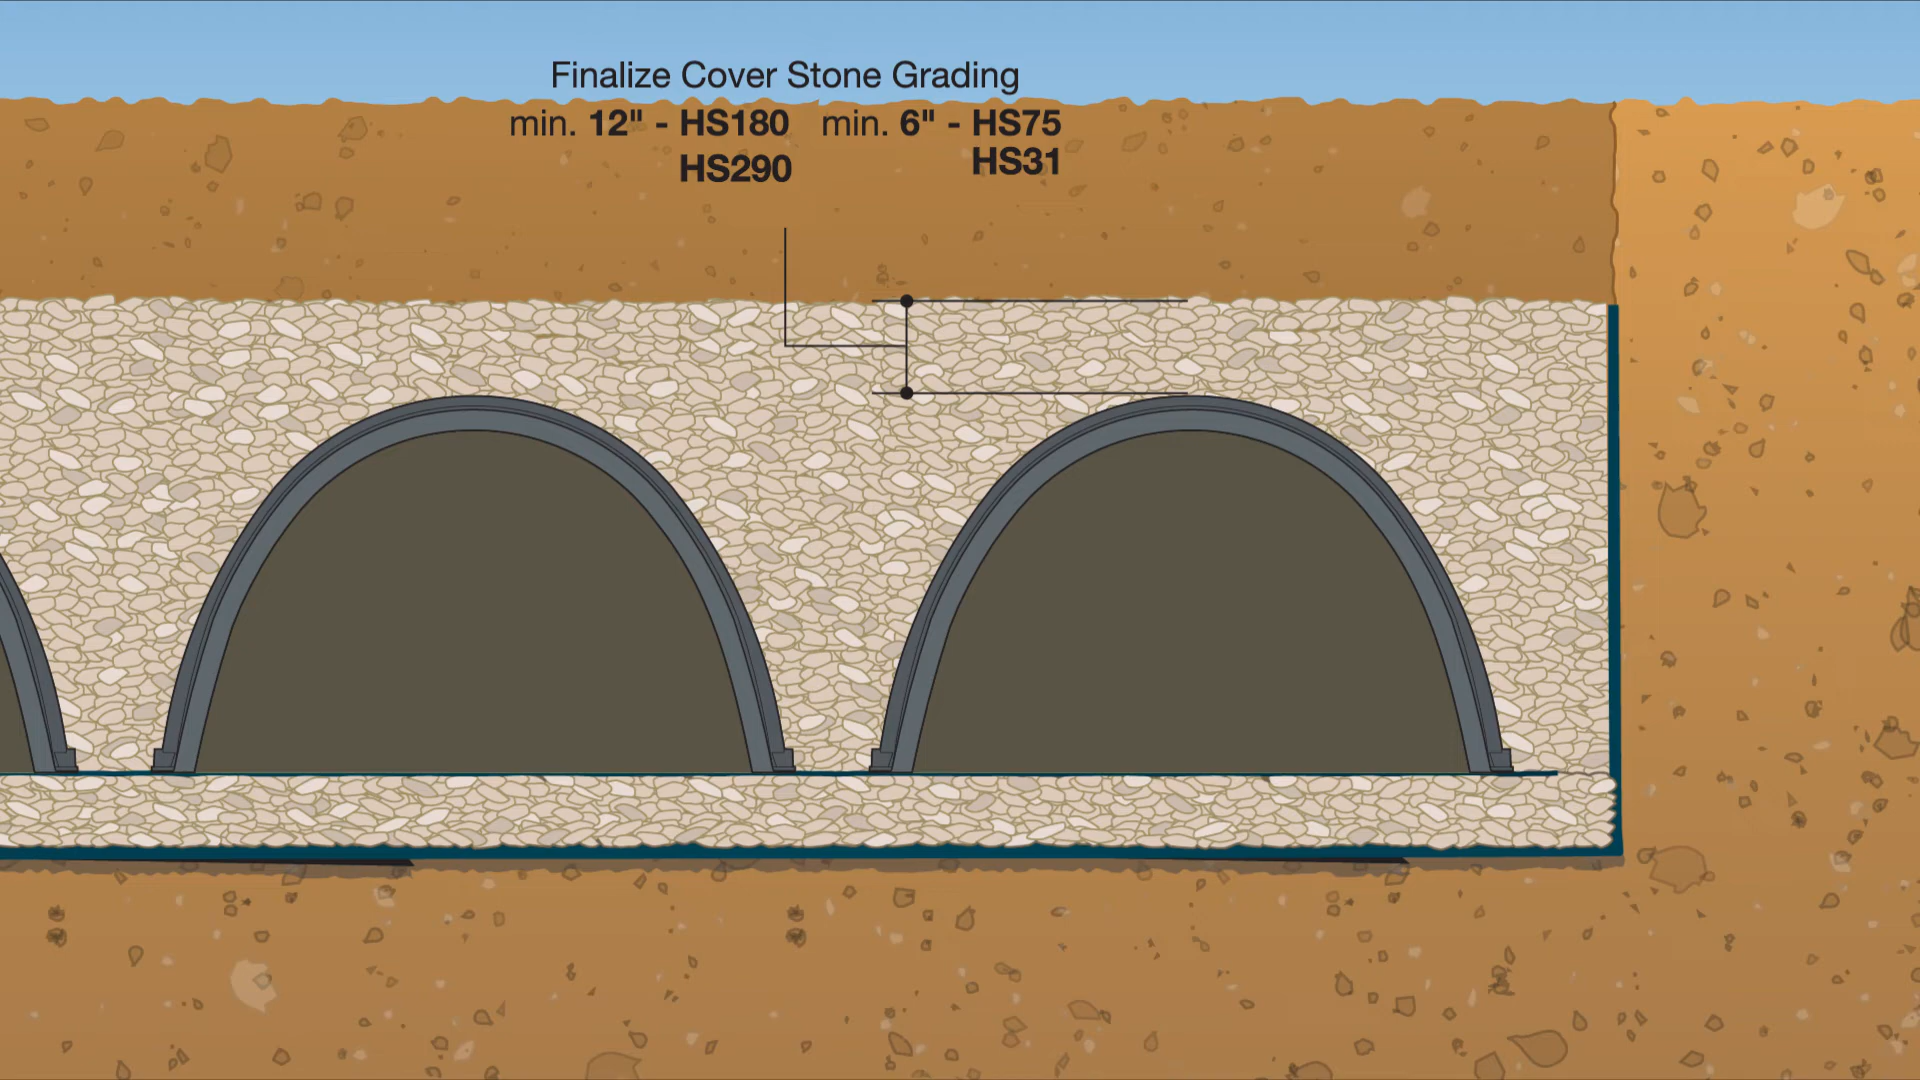 Finalize Cover Stone Grading
min. 12" - HS180 min. 6" - HS75
HS290 HS31